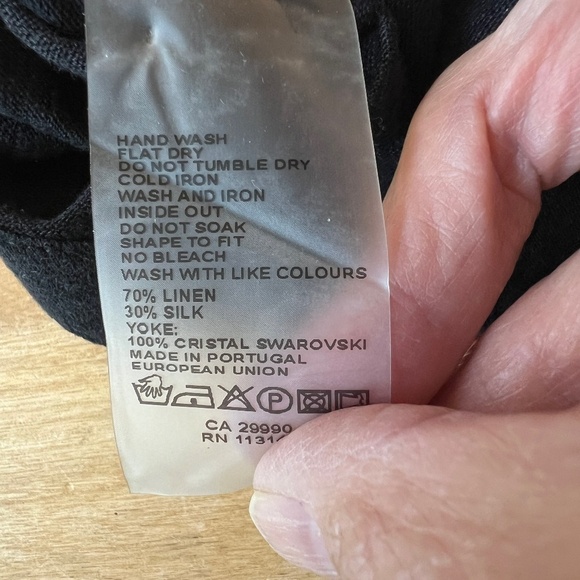 HAND WASH
FLAT DRY
DO NOT TUMBLE DRY
COLD IRON
WASH AND IRON
INSIDE OUT
DO NOT SOAK
SHAPE TO FIT
NO BLEACH
WASH WITH LIKE COLOURS
70% LINEN
30% SILK
YOKE:
100% CRISTAL SWAROVSKI
MADE IN PORTUGAL
EUROPEAN UNION
P
CA 29990
RN